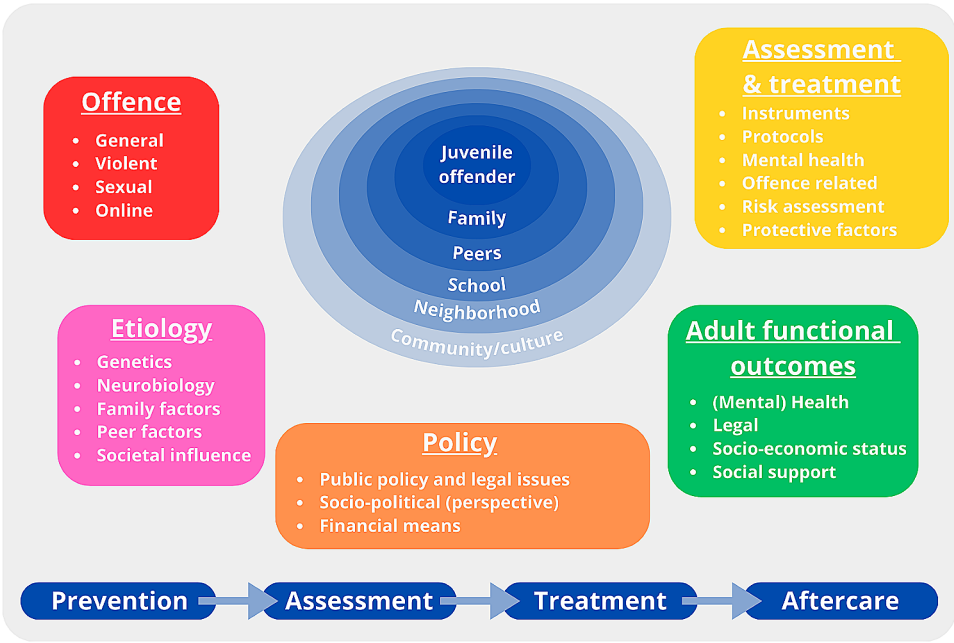 Offence
• General
• Violent
• Sexual
• Online
Juvenile
offender
Family
Peers
School
Neighborhood
Community/culture
Assessment
& treatment
• Instruments
• Protocols
• Mental health
• Offence related
• Risk assessment
• Protective factors
Etiology
• Genetics
• Neurobiology
• Family factors
• Peer factors
• Societal influence
Policy
• Public policy and legal issues
• Socio-political (perspective)
• Financial means
Adult functional
outcomes
• (Mental) Health
• Legal
• Socio-economic status
• Social support
Prevention
Assessment
Treatment
Aftercare